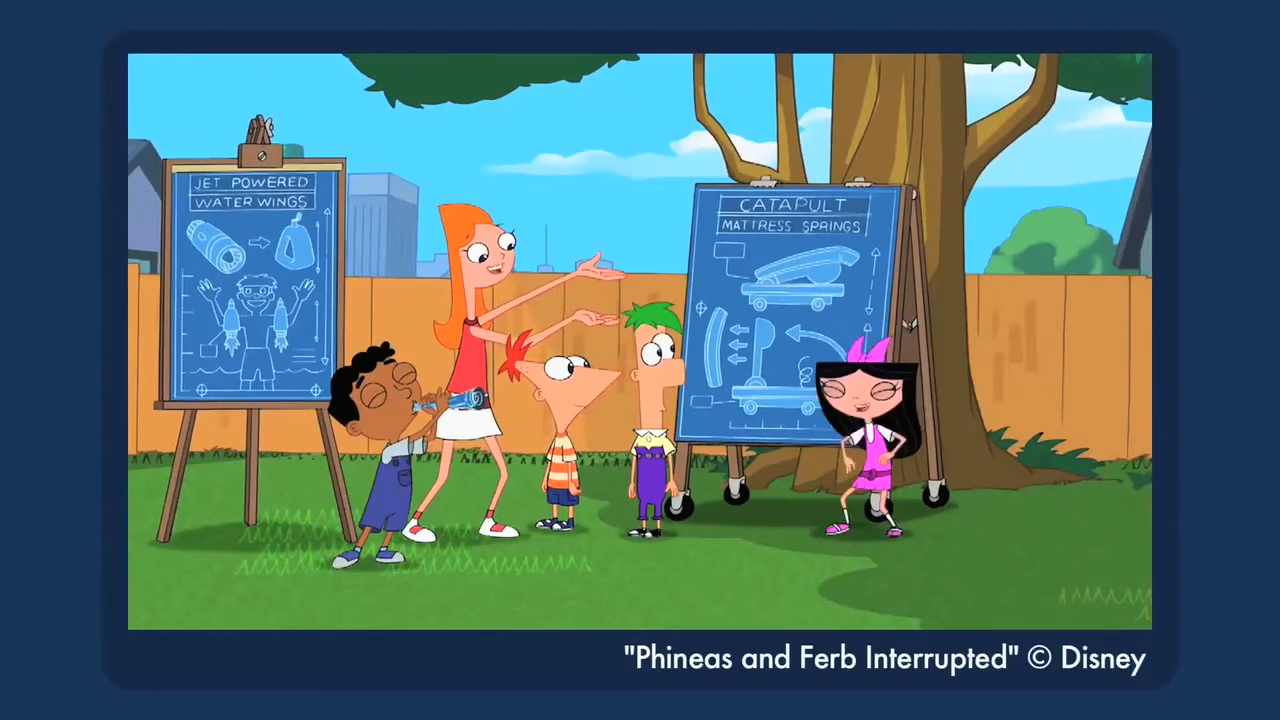 JET POWERED
WATER WINGS
CATAPULT
MATTRESS SPRINGS
"Phineas and Ferb Interrupted" © Disney